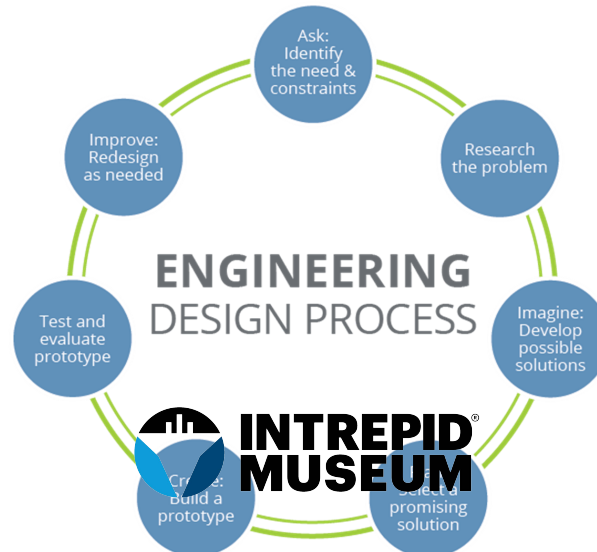 Ask:
Identify
the need &
constraints
Research
the problem
Imagine:
Develop
possible
solutions
Select a
promising
solution
Build a
prototype
Test and
evaluate
prototype
Improve:
Redesign
as needed
ENGINEERING
DESIGN PROCESS
INTREPID®
MUSEUM